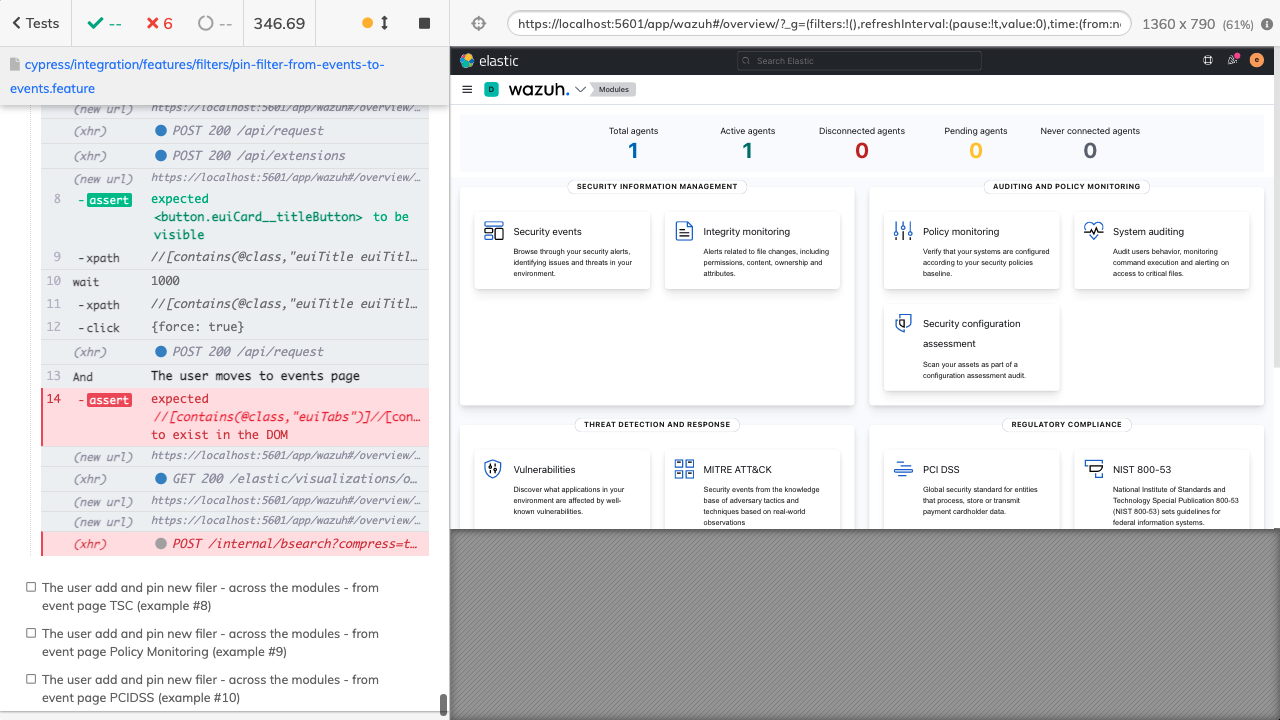 Tests
--
6
--
346.69
https://localhost:5601/app/wazuh#/overview/?_g=(filters:!(),refreshInterval:(pause:!t,value:0),time:(from:n
1360 x 790 (61%)
cypress/integration/features/filters/pin-filter-from-events-to-
events.feature
(new url) https://localhost:5601/app/wazuh#/overview/…
(xhr) POST 200 /api/request
(xhr) POST 200 /api/extensions
(new url) https://localhost:5601/app/wazuh#/overview/…
8 -assert expected
<button.euiCard__titleButton> to be
visible
9 -xpath //[contains(@class,"euiTitle euiTitl…
10 wait 1000
11 -xpath //[contains(@class,"euiTitle euiTitl…
12 -click {force: true}
(xhr) POST 200 /api/request
13 And The user moves to events page
14 -assert expected
//[contains(@class,"euiTabs")]//[con…
to exist in the DOM
(new url) https://localhost:5601/app/wazuh#/overview/…
(xhr) GET 200 /elastic/visualizations/o…
(new url) https://localhost:5601/app/wazuh#/overview/…
(new url) https://localhost:5601/app/wazuh#/overview/…
(xhr) POST /internal/bsearch?compress=t…
The user add and pin new filer - across the modules - from
event page TSC (example #8)
The user add and pin new filer - across the modules - from
event page Policy Monitoring (example #9)
The user add and pin new filer - across the modules - from
event page PCIDSS (example #10)
elastic
Search Elastic
e
D
wazuh.
Modules
Total agents
1
Active agents
1
Disconnected agents
0
Pending agents
0
Never connected agents
0
SECURITY INFORMATION MANAGEMENT
Security events
Browse through your security alerts,
identifying issues and threats in your
environment.
Integrity monitoring
Alerts related to file changes, including
permissions, content, ownership and
attributes.
AUDITING AND POLICY MONITORING
Policy monitoring
Verify that your systems are configured
according to your security policies
baseline.
System auditing
Audit users behavior, monitoring
command execution and alerting on
access to critical files.
Security configuration
assessment
Scan your assets as part of a
configuration assessment audit.
THREAT DETECTION AND RESPONSE
Vulnerabilities
Discover what applications in your
environment are affected by well-
known vulnerabilities.
MITRE ATT&CK
Security events from the knowledge
base of adversary tactics and
techniques based on real-world
observations
REGULATORY COMPLIANCE
PCI DSS
Global security standard for entities
that process, store or transmit
payment cardholder data.
NIST 800-53
National Institute of Standards and
Technology Special Publication 800-53
(NIST 800-53) sets guidelines for
federal information systems.